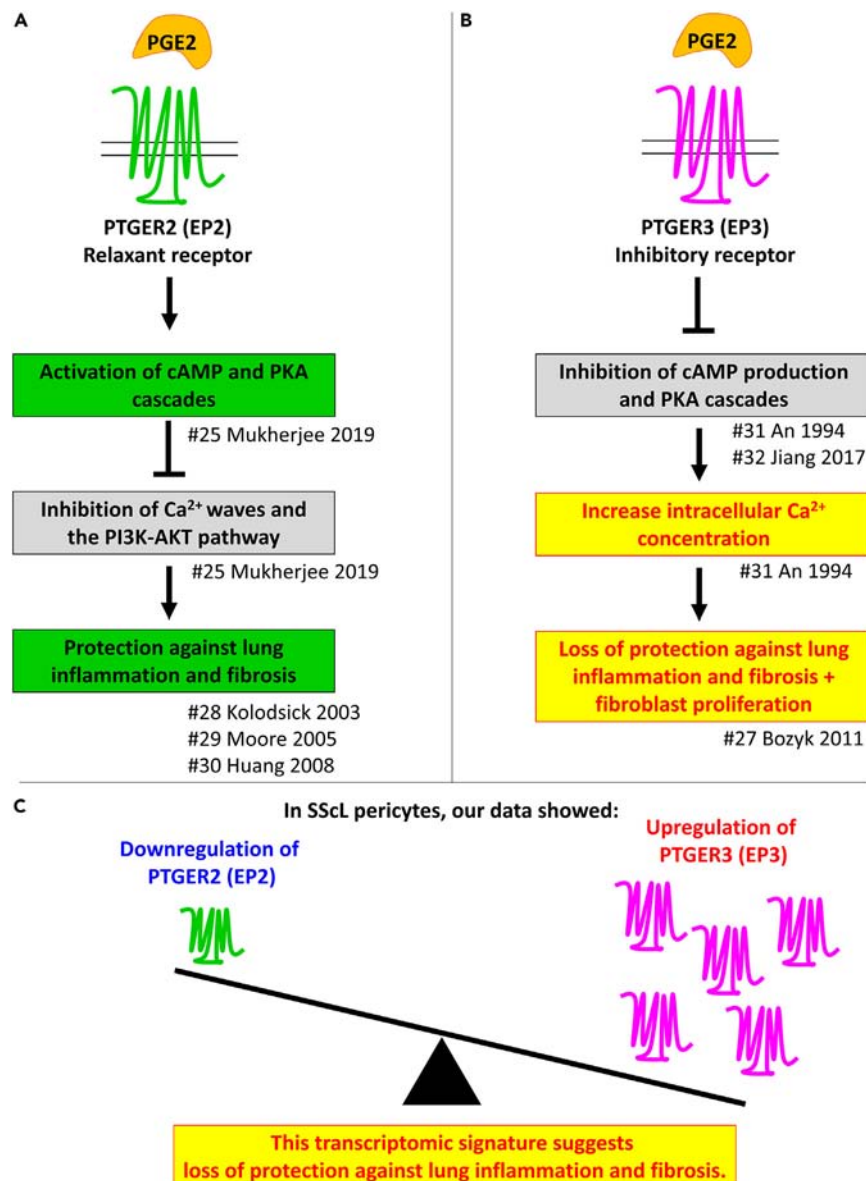 A
PGE2
PTGER2 (EP2)
Relaxant receptor
Activation of cAMP and PKA
cascades
#25 Mukherjee 2019
Inhibition of Ca²⁺ waves and
the PI3K-AKT pathway
#25 Mukherjee 2019
Protection against lung
inflammation and fibrosis
#28 Kolodsick 2003
#29 Moore 2005
#30 Huang 2008
B
PGE2
PTGER3 (EP3)
Inhibitory receptor
Inhibition of cAMP production
and PKA cascades
#31 An 1994
#32 Jiang 2017
Increase intracellular Ca²⁺
concentration
#31 An 1994
Loss of protection against lung
inflammation and fibrosis +
fibroblast proliferation
#27 Bozyk 2011
C
In SScL pericytes, our data showed:
Downregulation of
PTGER2 (EP2)
Upregulation of
PTGER3 (EP3)
This transcriptomic signature suggests
loss of protection against lung inflammation and fibrosis.